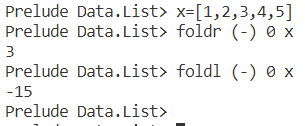 Prelude Data.List> x=[1,2,3,4,5]
Prelude Data.List> foldr (-) 0 x
3
Prelude Data.List> foldl (-) 0 x
-15
Prelude Data.List>